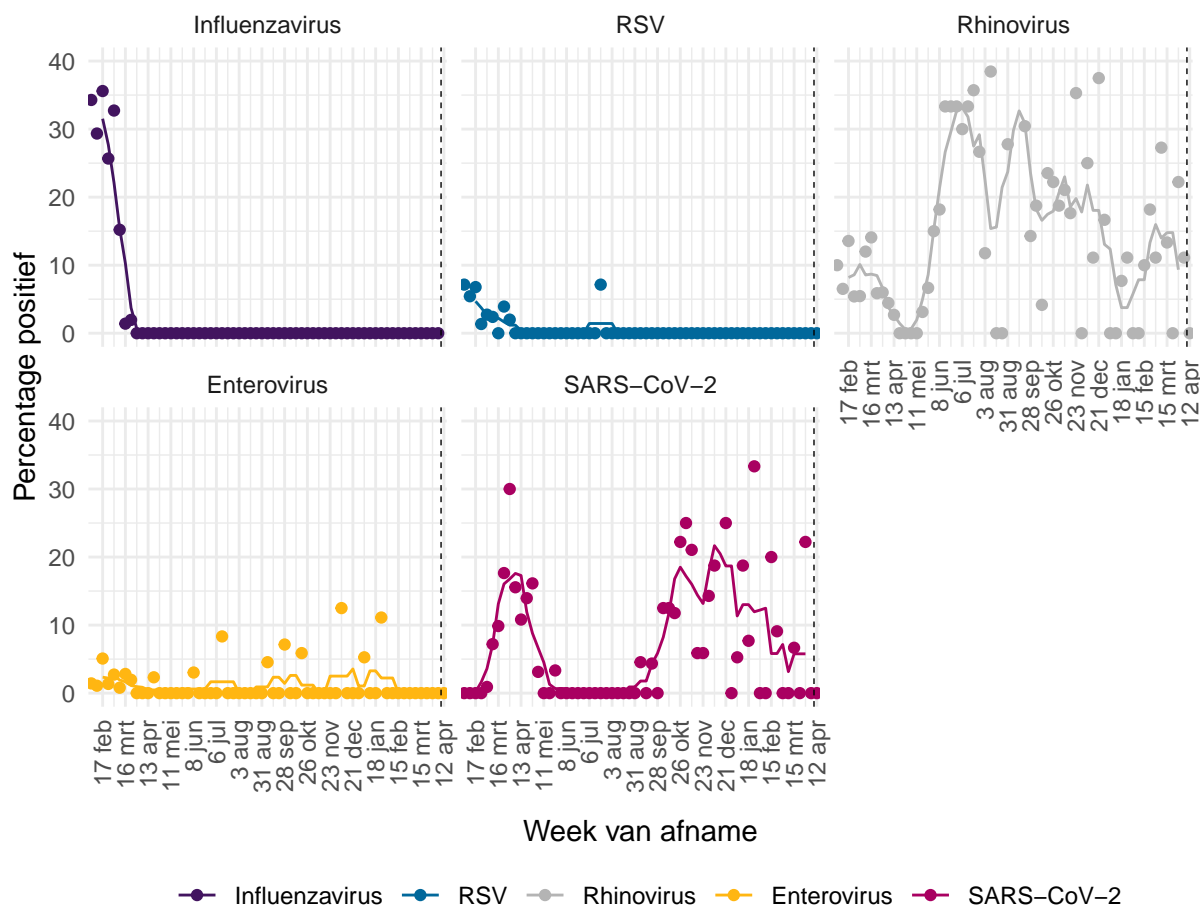 Influenzavirus RSV Rhinovirus
40
30
20
10
0
17 feb 16 mrt 13 apr 11 mei 8 jun 6 jul 3 aug 31 aug 28 sep 26 okt 23 nov 21 dec 18 jan 15 feb 15 mrt 12 apr
Enterovirus SARS−CoV−2
40
30
20
10
0
17 feb 16 mrt 13 apr 11 mei 8 jun 6 jul 3 aug 31 aug 28 sep 26 okt 23 nov 21 dec 18 jan 15 feb 15 mrt 12 apr
17 feb 16 mrt 13 apr 11 mei 8 jun 6 jul 3 aug 31 aug 28 sep 26 okt 23 nov 21 dec 18 jan 15 feb 15 mrt 12 apr
Percentage positief
Week van afname
Influenzavirus RSV Rhinovirus Enterovirus SARS−CoV−2